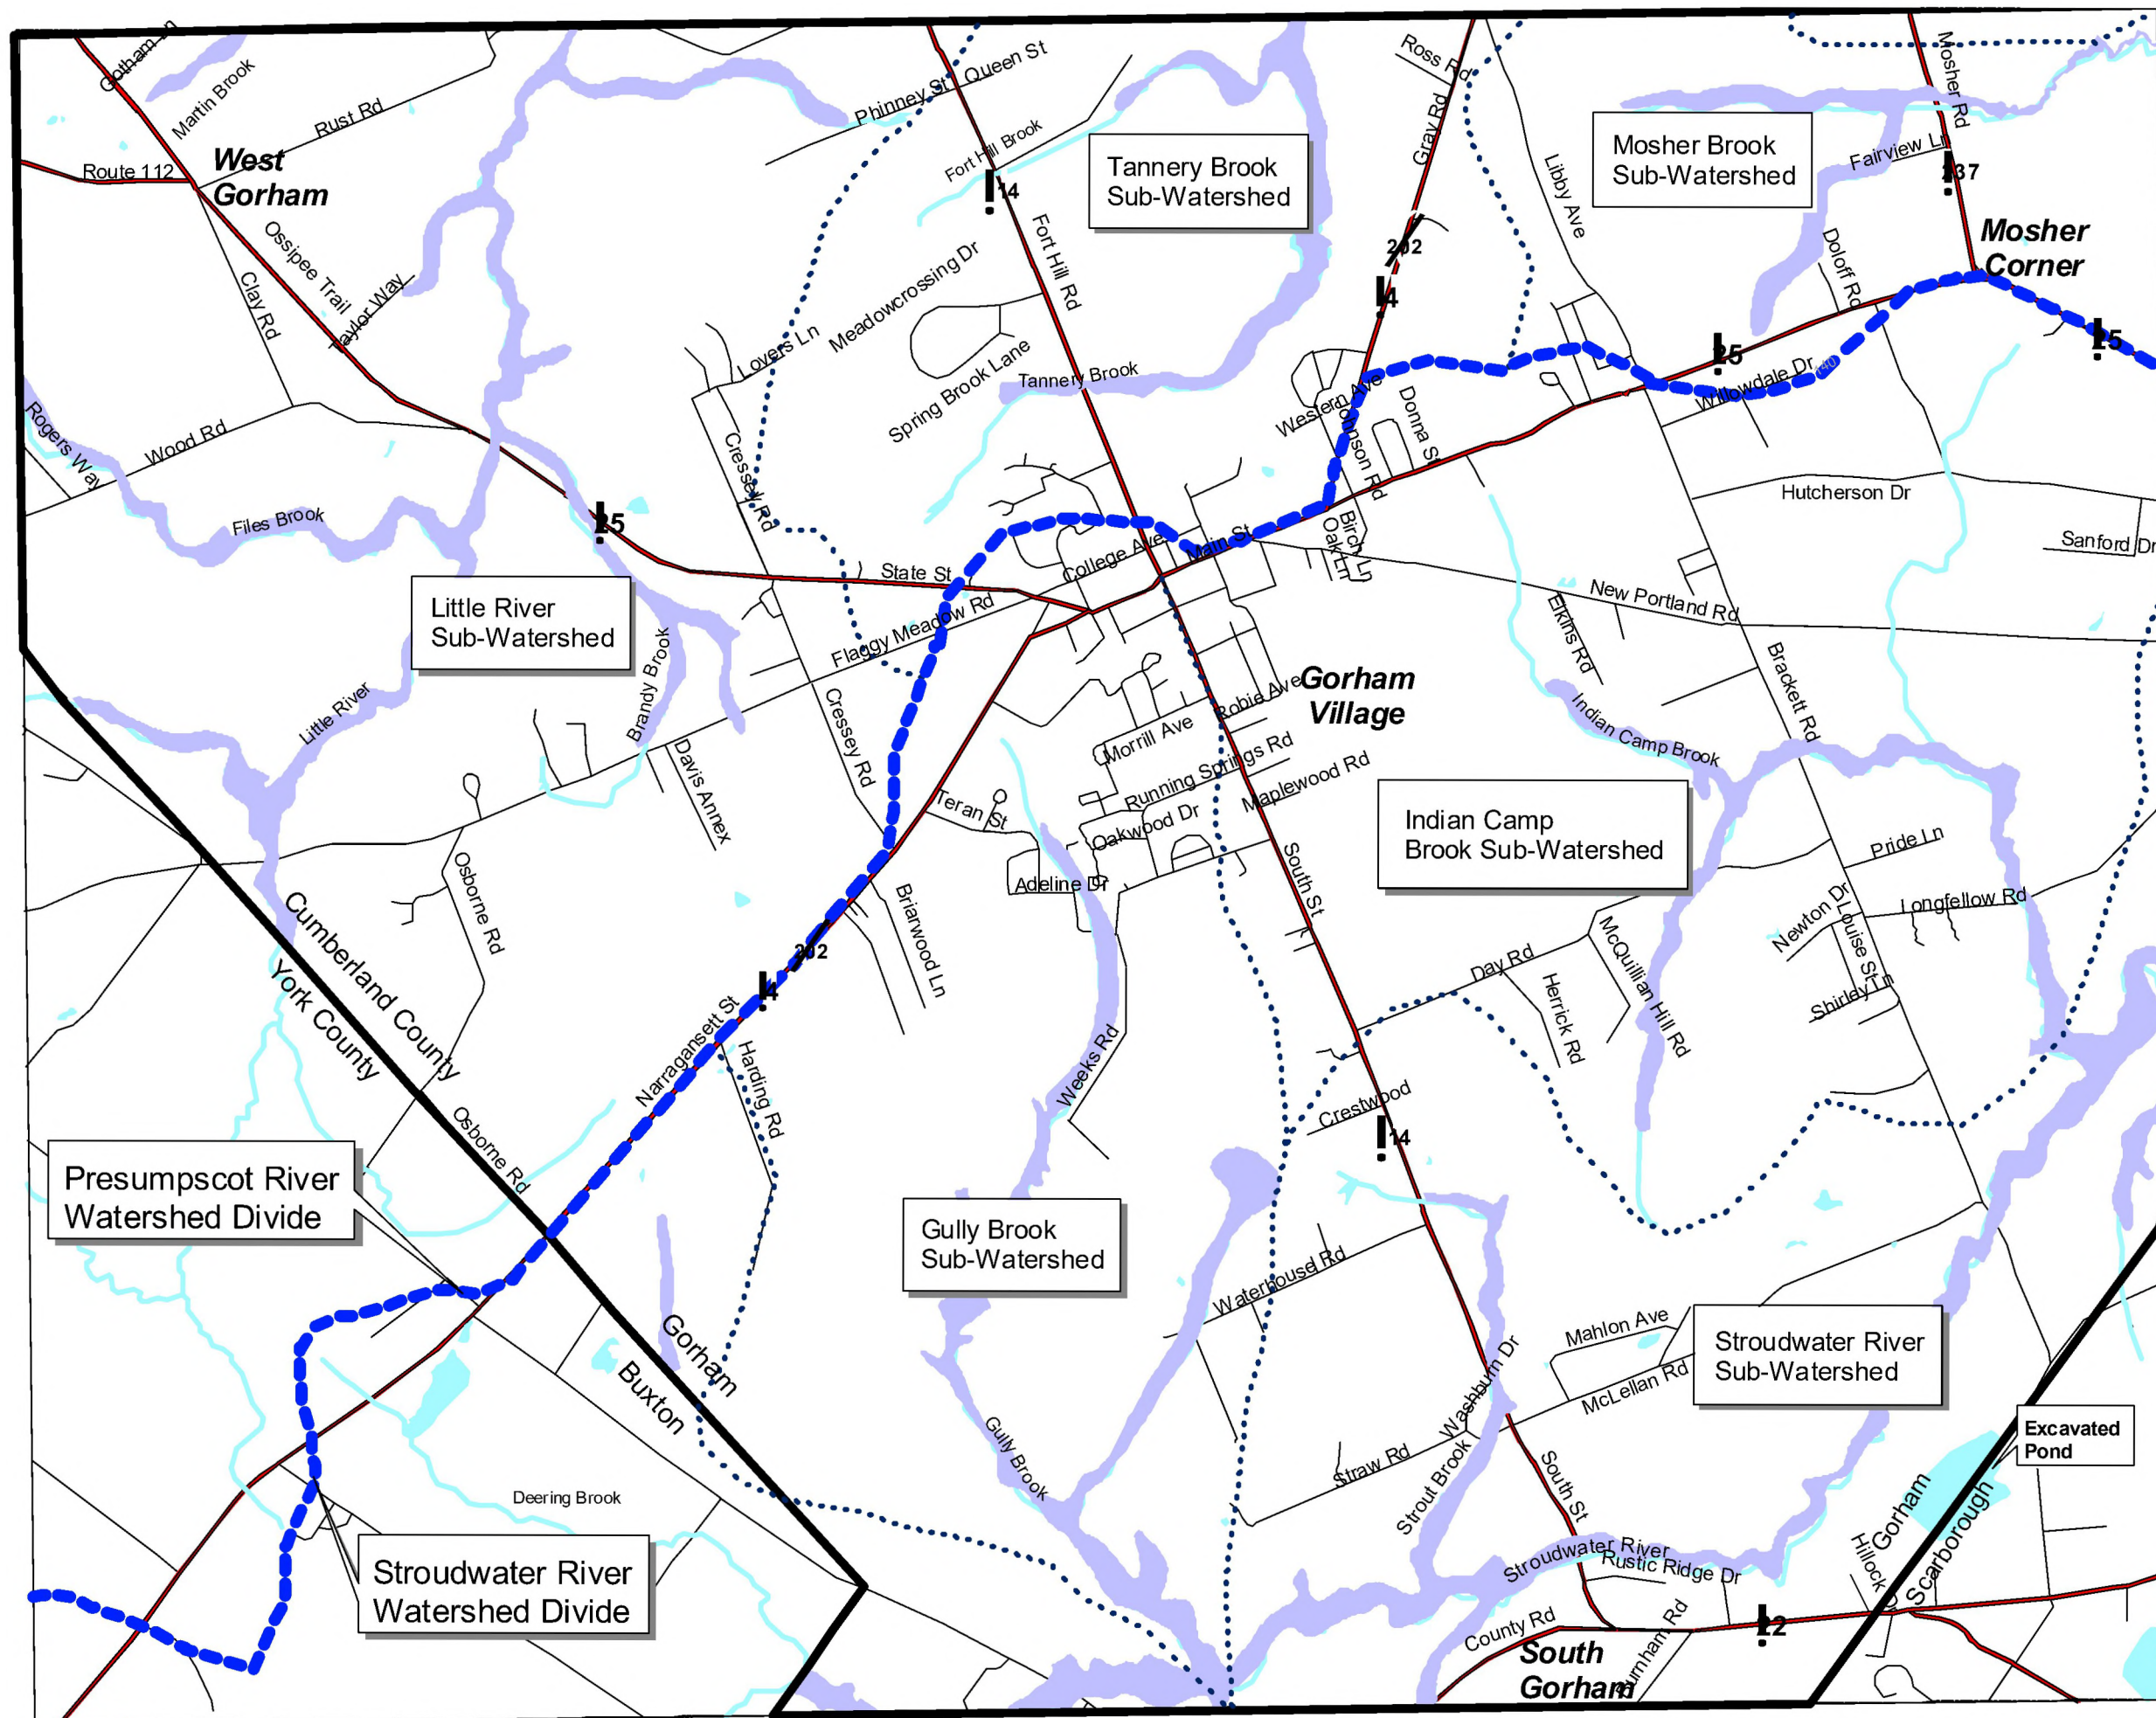 Gotham Ln
Martin Brook
Rust Rd
Route 112
West
Gorham
Ossipee Trail
Clay Rd
Taylor Way
Phinney St
Queen St
Fort Hill Brook
14
Fort Hill Rd
Tannery Brook
Sub-Watershed
Ross Rd
Gray Rd
202
4
Libby Ave
Mosher Brook
Sub-Watershed
Mosher Rd
Fairview Ln
237
Mosher
Corner
Doloff Rd
25
25
Willowdale Dr
Meadowcrossing Dr
Lovers Ln
Spring Brook Lane
Tannery Brook
Western Ave
Johnson Rd
Donna St
Rogers Way
Wood Rd
Files Brook
25
Cressey Rd
Hutcherson Dr
Sanford Dr
State St
College Ave
Main St
Birch Ln
Oak Ln
New Portland Rd
Elkins Rd
Brackett Rd
Little River
Sub-Watershed
Flaggy Meadow Rd
Brandy Brook
Little River
Davis Annex
Cressey Rd
Gorham
Village
Robie Ave
Morrill Ave
Running Springs Rd
Maplewood Rd
Oakwood Dr
Teran St
Adeline Dr
Indian Camp Brook
Indian Camp
Brook Sub-Watershed
Pride Ln
Longfellow Rd
Newton Dr
Louise St
Shirley Ln
South St
Osborne Rd
Briarwood Ln
202
4
Cumberland County
York County
Narragansett St
Harding Rd
Weeks Rd
Day Rd
Herrick Rd
McQuillian Hill Rd
Crestwood
14
Osborne Rd
Presumpscot River
Watershed Divide
Gully Brook
Sub-Watershed
Waterhouse Rd
Gorham
Buxton
Mahlon Ave
McLellan Rd
Washburn Dr
Stroudwater River
Sub-Watershed
Excavated
Pond
Gully Brook
Straw Rd
Strout Brook
South St
Deering Brook
Stroudwater River
Watershed Divide
Stroudwater River
Rustic Ridge Dr
Gorham
Scarborough
Hillock
County Rd
Burnham Rd
22
South
Gorham